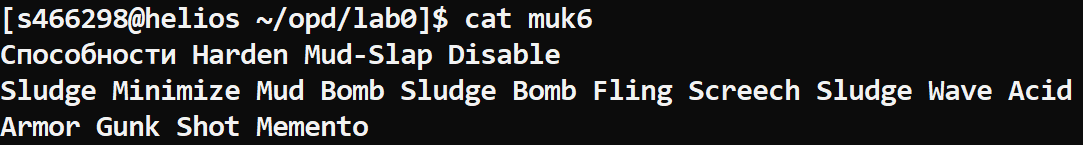 [s466298@helios ~/opd/lab0]$ cat muk6
Способности Harden Mud-Slap Disable
Sludge Minimize Mud Bomb Sludge Bomb Fling Screech Sludge Wave Acid
Armor Gunk Shot Memento